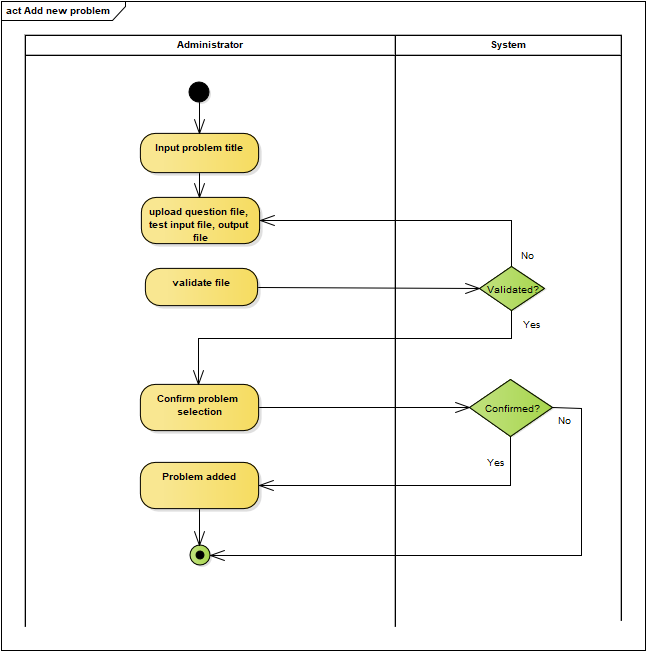 act Add new problem
Administrator
System
Input problem title
upload question file,
test input file, output
file
No
validate file
Validated?
Yes
Confirm problem
selection
Confirmed?
No
Yes
Problem added